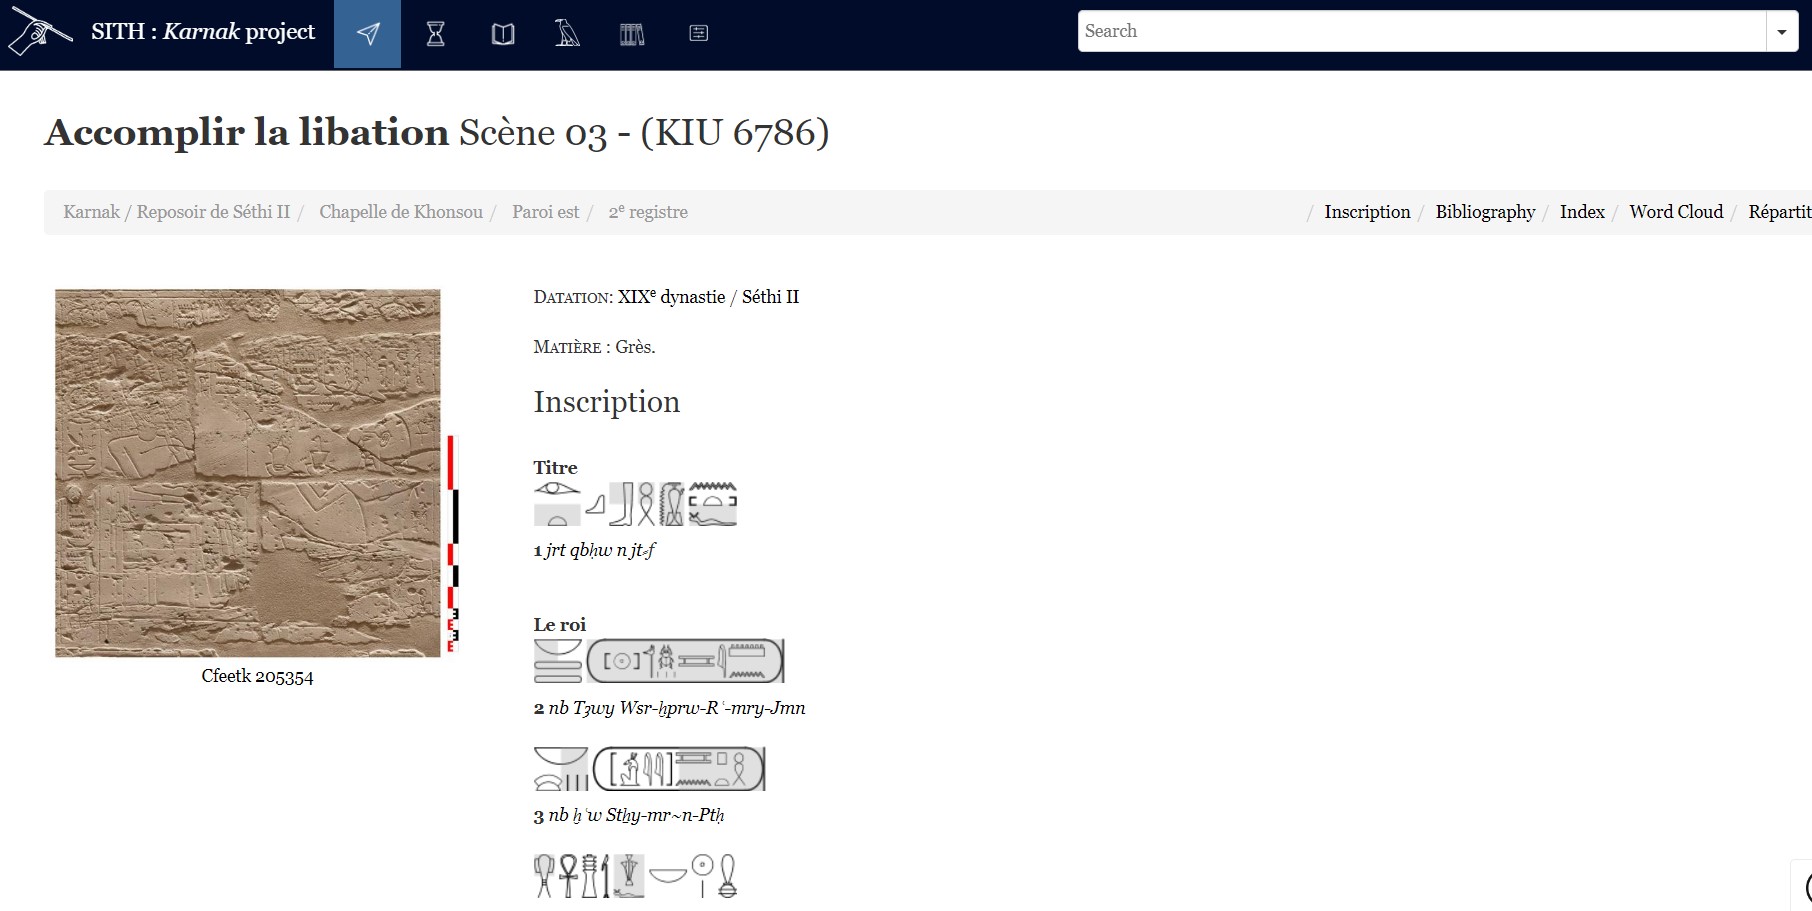 SITH : Karnak project
Search
Accomplir la libation Scène 03 - (KIU 6786)
Karnak / Reposoir de Séthi II / Chapelle de Khonsou / Paroi est / 2e registre
/ Inscription / Bibliography / Index / Word Cloud / Répartit
Cfeetk 205354
DATATION: XIXe dynastie / Séthi II
MATIÈRE : Grès.
Inscription
Titre
1 jrt qbḥw n jt⸗f
Le roi
2 nb Tꜣwy Wsr-ḫprw-Rꜥ-mry-Jmn
3 nb ḫꜥw Stẖy-mr~n-Ptḥ